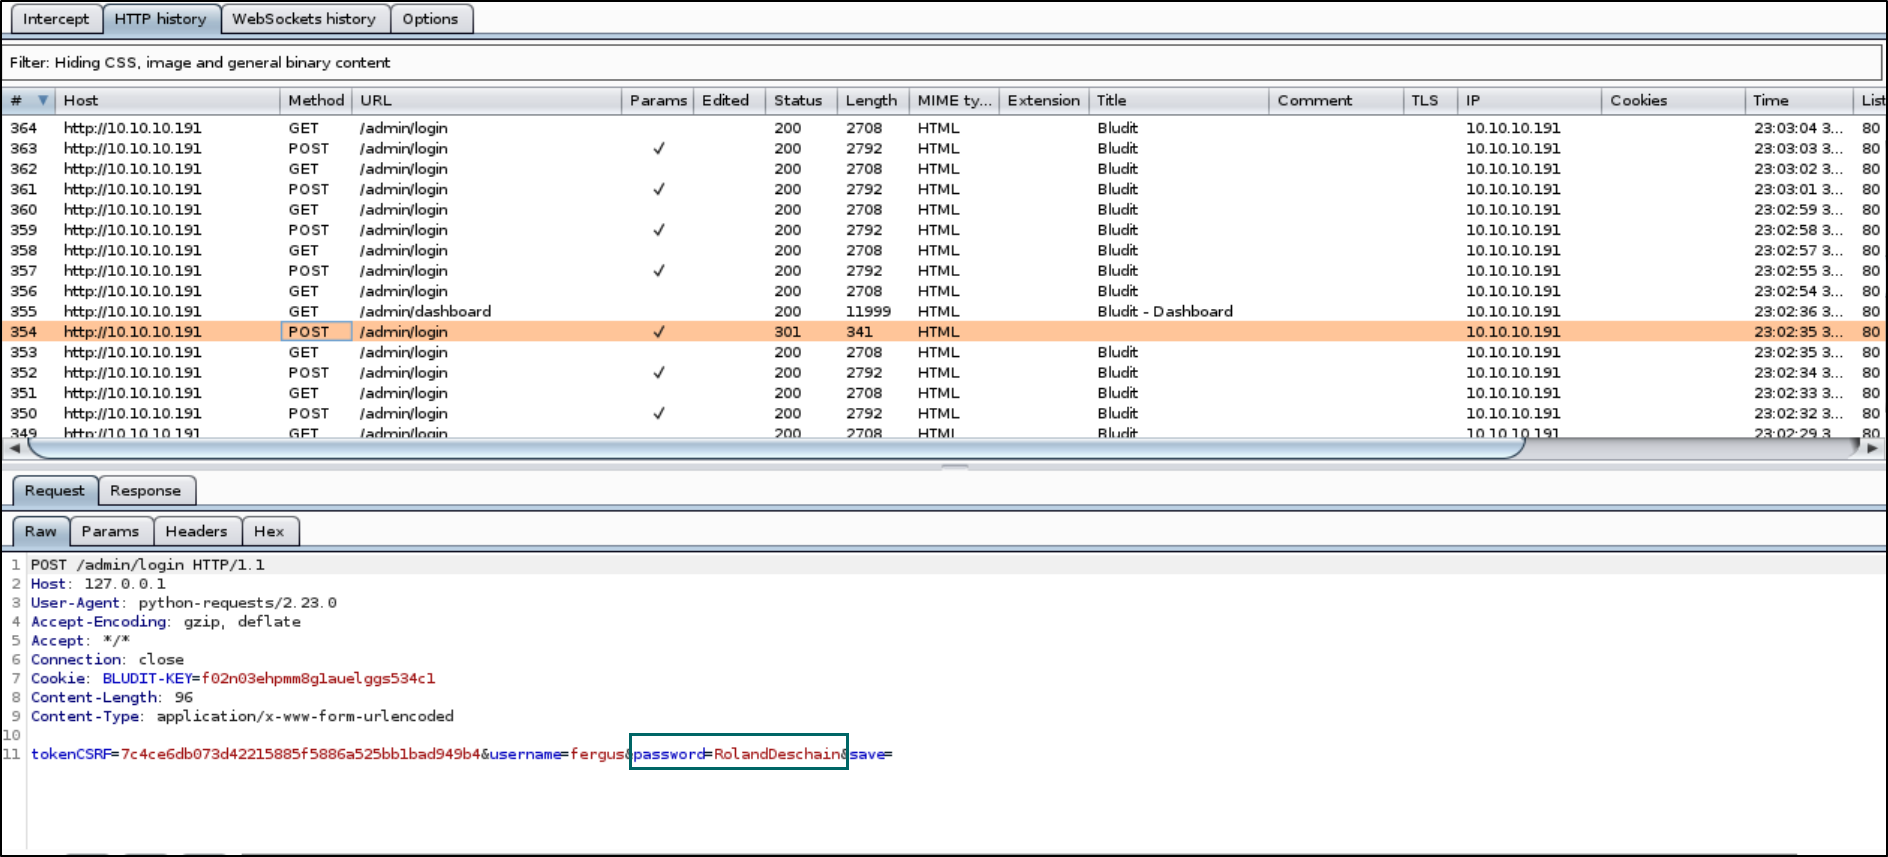 Intercept HTTP history WebSockets history Options
Filter: Hiding CSS, image and general binary content
# Host Method URL Params Edited Status Length MIME ty... Extension Title Comment TLS IP Cookies Time List
364 http://10.10.10.191 GET /admin/login 200 2708 HTML Bludit 10.10.10.191 23:03:04 3... 80
363 http://10.10.10.191 POST /admin/login ✓ 200 2792 HTML Bludit 10.10.10.191 23:03:03 3... 80
362 http://10.10.10.191 GET /admin/login 200 2708 HTML Bludit 10.10.10.191 23:03:02 3... 80
361 http://10.10.10.191 POST /admin/login ✓ 200 2792 HTML Bludit 10.10.10.191 23:03:01 3... 80
360 http://10.10.10.191 GET /admin/login 200 2708 HTML Bludit 10.10.10.191 23:02:59 3... 80
359 http://10.10.10.191 POST /admin/login ✓ 200 2792 HTML Bludit 10.10.10.191 23:02:58 3... 80
358 http://10.10.10.191 GET /admin/login 200 2708 HTML Bludit 10.10.10.191 23:02:57 3... 80
357 http://10.10.10.191 POST /admin/login ✓ 200 2792 HTML Bludit 10.10.10.191 23:02:55 3... 80
356 http://10.10.10.191 GET /admin/login 200 2708 HTML Bludit 10.10.10.191 23:02:54 3... 80
355 http://10.10.10.191 GET /admin/dashboard 200 11999 HTML Bludit - Dashboard 10.10.10.191 23:02:36 3... 80
354 http://10.10.10.191 POST /admin/login ✓ 301 341 HTML 10.10.10.191 23:02:35 3... 80
353 http://10.10.10.191 GET /admin/login 200 2708 HTML Bludit 10.10.10.191 23:02:35 3... 80
352 http://10.10.10.191 POST /admin/login ✓ 200 2792 HTML Bludit 10.10.10.191 23:02:34 3... 80
351 http://10.10.10.191 GET /admin/login 200 2708 HTML Bludit 10.10.10.191 23:02:33 3... 80
350 http://10.10.10.191 POST /admin/login ✓ 200 2792 HTML Bludit 10.10.10.191 23:02:32 3... 80
349 http://10.10.10.191 GET /admin/login 200 2708 HTML Bludit 10.10.10.191 23:02:29 3... 80
Request Response
Raw Params Headers Hex
1 POST /admin/login HTTP/1.1
2 Host: 127.0.0.1
3 User-Agent: python-requests/2.23.0
4 Accept-Encoding: gzip, deflate
5 Accept: */*
6 Connection: close
7 Cookie: BLUDIT-KEY=f02n03ehpmm8g1auelggs534c1
8 Content-Length: 96
9 Content-Type: application/x-www-form-urlencoded
10
11 tokenCSRF=7c4ce6db073d42215885f5886a525bb1bad949b4&username=fergus&password=RolandDeschain&save=